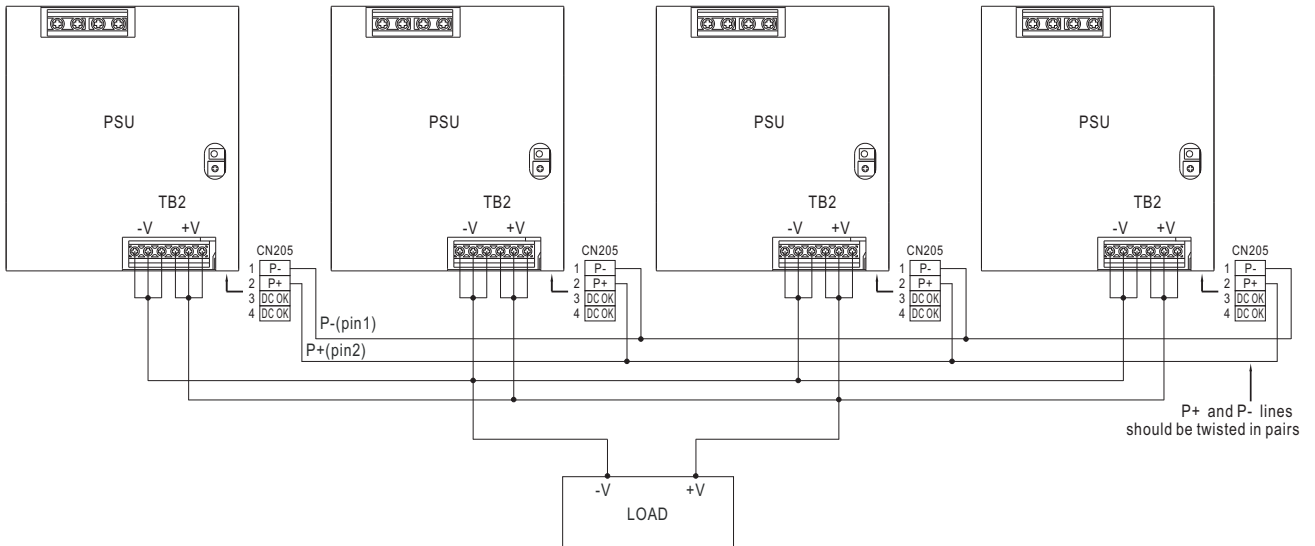 PSU
TB2
-V +V
CN205
1 P-
2 P+
3 DC OK
4 DC OK
PSU
TB2
-V +V
CN205
1 P-
2 P+
3 DC OK
4 DC OK
PSU
TB2
-V +V
CN205
1 P-
2 P+
3 DC OK
4 DC OK
PSU
TB2
-V +V
CN205
1 P-
2 P+
3 DC OK
4 DC OK
P-(pin1)
P+(pin2)
P+ and P- lines
should be twisted in pairs
-V +V
LOAD